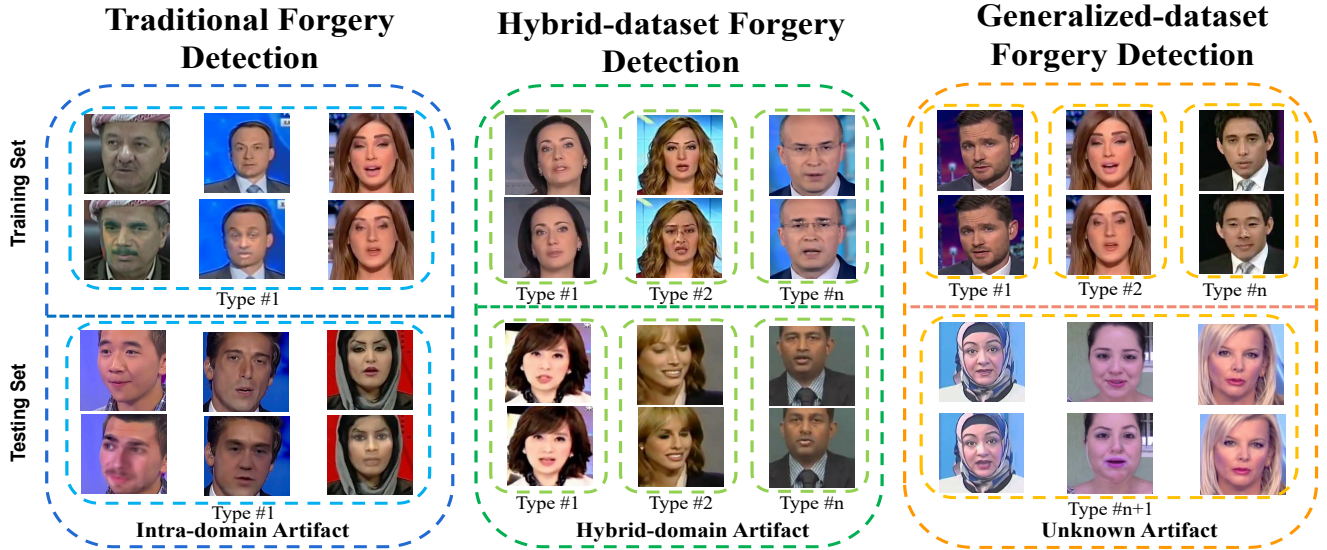 Traditional Forgery
Detection
Hybrid-dataset Forgery
Detection
Generalized-dataset
Forgery Detection
Training Set
Type #1
Type #1
Type #2
Type #n
Type #1
Type #2
Type #n
Testing Set
Type #1
Intra-domain Artifact
Type #1
Type #2
Type #n
Hybrid-domain Artifact
Type #n+1
Unknown Artifact